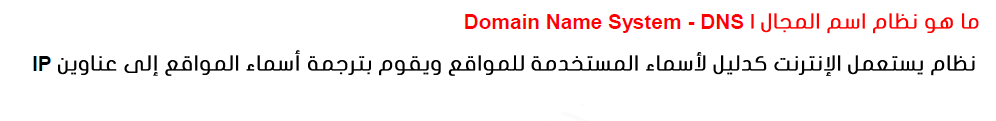 ما هو نظام اسم المجال | Domain Name System - DNS
نظام يستعمل الإنترنت كدليل لأسماء المستخدمة للمواقع ويقوم بترجمة أسماء المواقع إلى عناوين IP